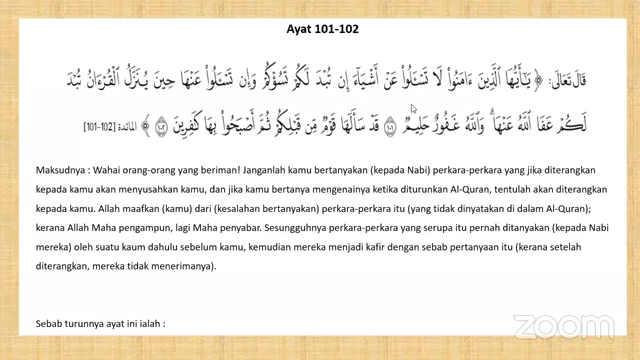 Ayat 101-102
قَالَ تَعَالَى: ﴿ يَـٰٓأَيُّهَا ٱلَّذِينَ ءَامَنُوا۟ لَا تَسْـَٔلُوا۟ عَنْ أَشْيَآءَ إِن تُبْدَ لَكُمْ تَسُؤْكُمْ وَإِن تَسْـَٔلُوا۟ عَنْهَا حِينَ يُنَزَّلُ ٱلْقُرْءَانُ تُبْدَ
لَكُمْ عَفَا ٱللَّهُ عَنْهَا ۗ وَٱللَّهُ غَفُورٌ حَلِيمٌ ١٠١ قَدْ سَأَلَهَا قَوْمٌ مِّن قَبْلِكُمْ ثُمَّ أَصْبَحُوا۟ بِهَا كَـٰفِرِينَ ١٠٢ ﴾ المائدة [102-101]
Maksudnya : Wahai orang-orang yang beriman! Janganlah kamu bertanyakan (kepada Nabi) perkara-perkara yang jika diterangkan
kepada kamu akan menyusahkan kamu, dan jika kamu bertanya mengenainya ketika diturunkan Al-Quran, tentulah akan diterangkan
kepada kamu. Allah maafkan (kamu) dari (kesalahan bertanyakan) perkara-perkara itu (yang tidak dinyatakan di dalam Al-Quran);
kerana Allah Maha pengampun, lagi Maha penyabar. Sesungguhnya perkara-perkara yang serupa itu pernah ditanyakan (kepada Nabi
mereka) oleh suatu kaum dahulu sebelum kamu, kemudian mereka menjadi kafir dengan sebab pertanyaan itu (kerana setelah
diterangkan, mereka tidak menerimanya).
Sebab turunnya ayat ini ialah :
LIVE
zoom